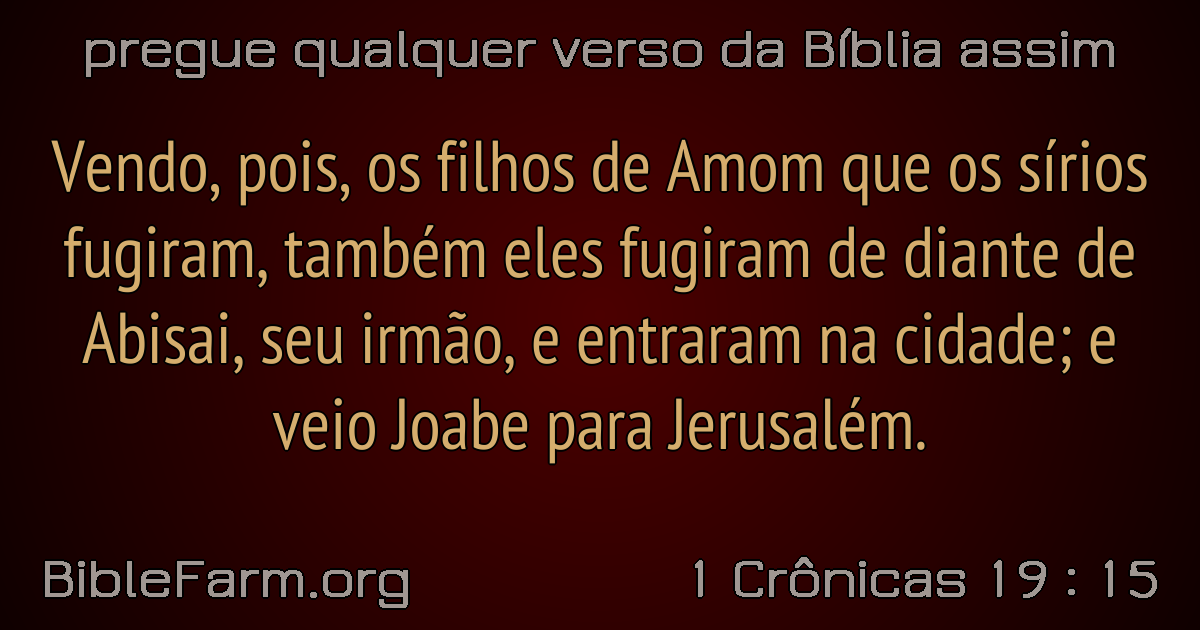 pregue qualquer verso da Bíblia assim
Vendo, pois, os filhos de Amom que os sírios
fugiram, também eles fugiram de diante de
Abisai, seu irmão, e entraram na cidade; e
veio Joabe para Jerusalém.
BibleFarm.org
1 Crônicas 19 : 15